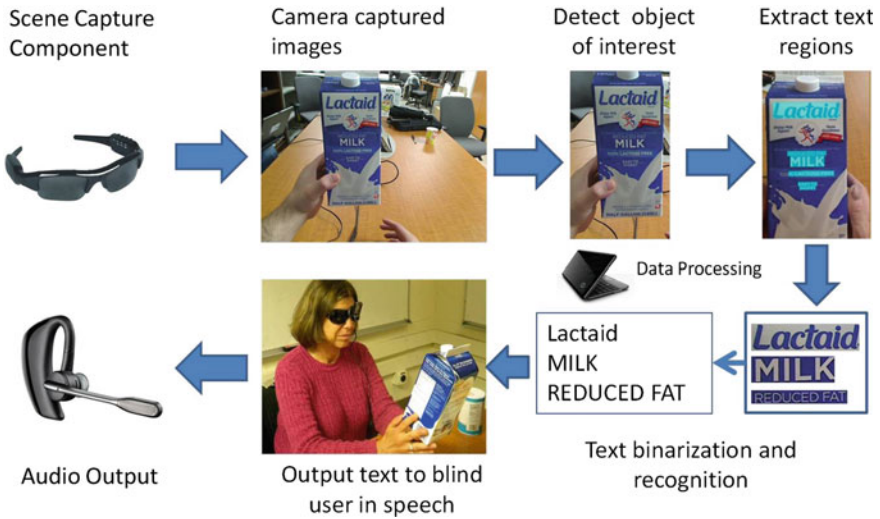 Scene Capture
Component
Camera captured
images
Detect object
of interest
Extract text
regions
Lactaid
MILK
Lactaid
MILK
Lactaid
MILK
Data Processing
Lactaid
MILK
REDUCED FAT
Lactaid
MILK
REDUCED FAT
Audio Output
Output text to blind
user in speech
Text binarization and
recognition